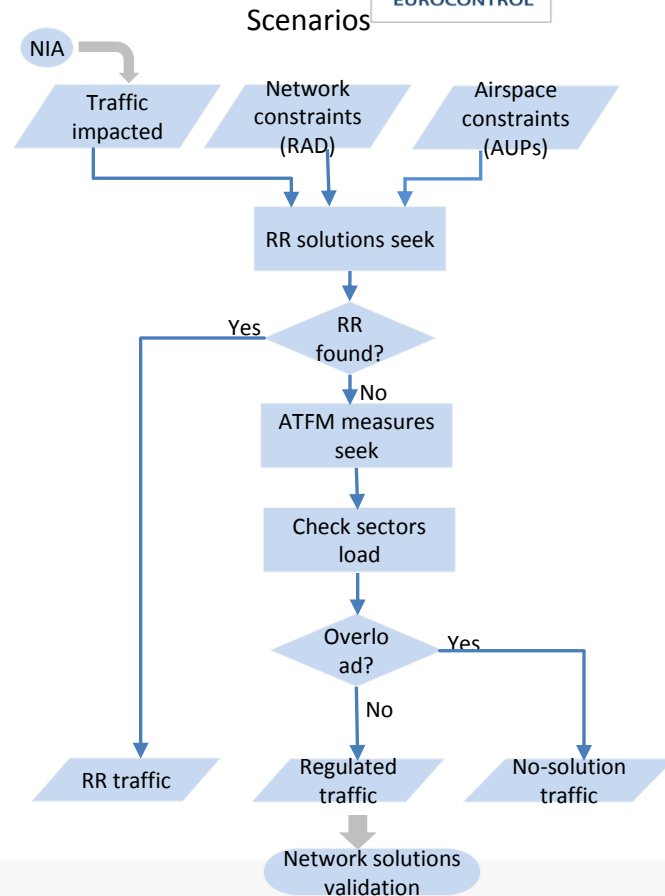 EUROCONTROL
Scenarios
NIA
Traffic
impacted
Network
constraints
(RAD)
Airspace
constraints
(AUPs)
RR solutions seek
RR
found?
Yes
No
ATFM measures
seek
Check sectors
load
Overlo
ad?
Yes
No
RR traffic
Regulated
traffic
No-solution
traffic
Network solutions
validation